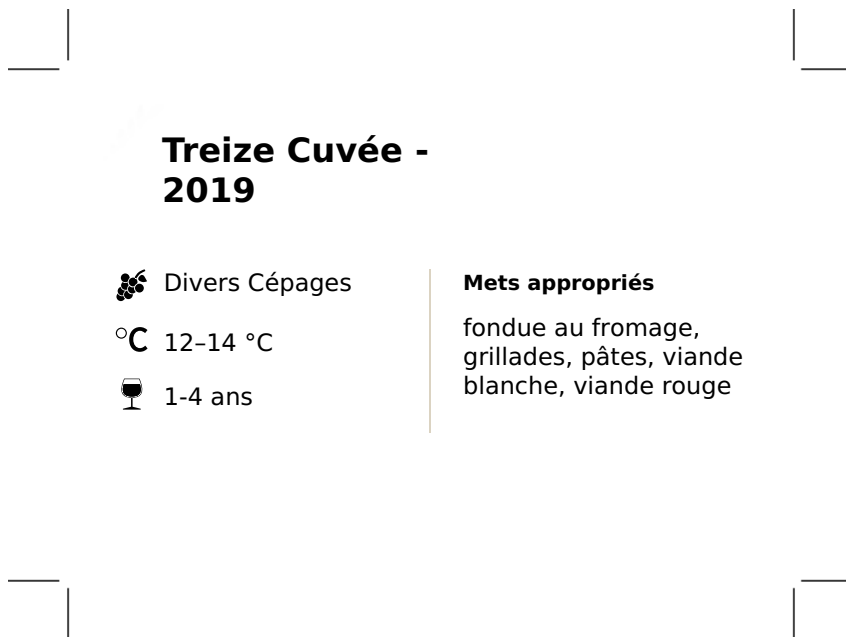 Treize Cuvée -
2019
Divers Cépages
°C 12–14 °C
1-4 ans
Mets appropriés
fondue au fromage,
grillades, pâtes, viande
blanche, viande rouge